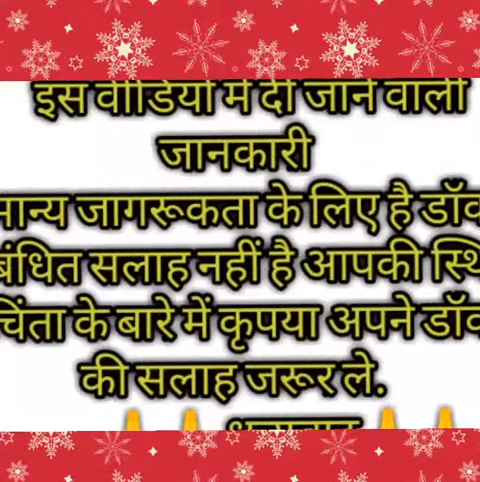 इस वीडियो में दी जाने वाली
जानकारी
मान्य जागरूकता के लिए है डॉक
बंधित सलाह नहीं है आपकी स्थि
चिंता के बारे में कृपया अपने डॉक
की सलाह जरूर ले.